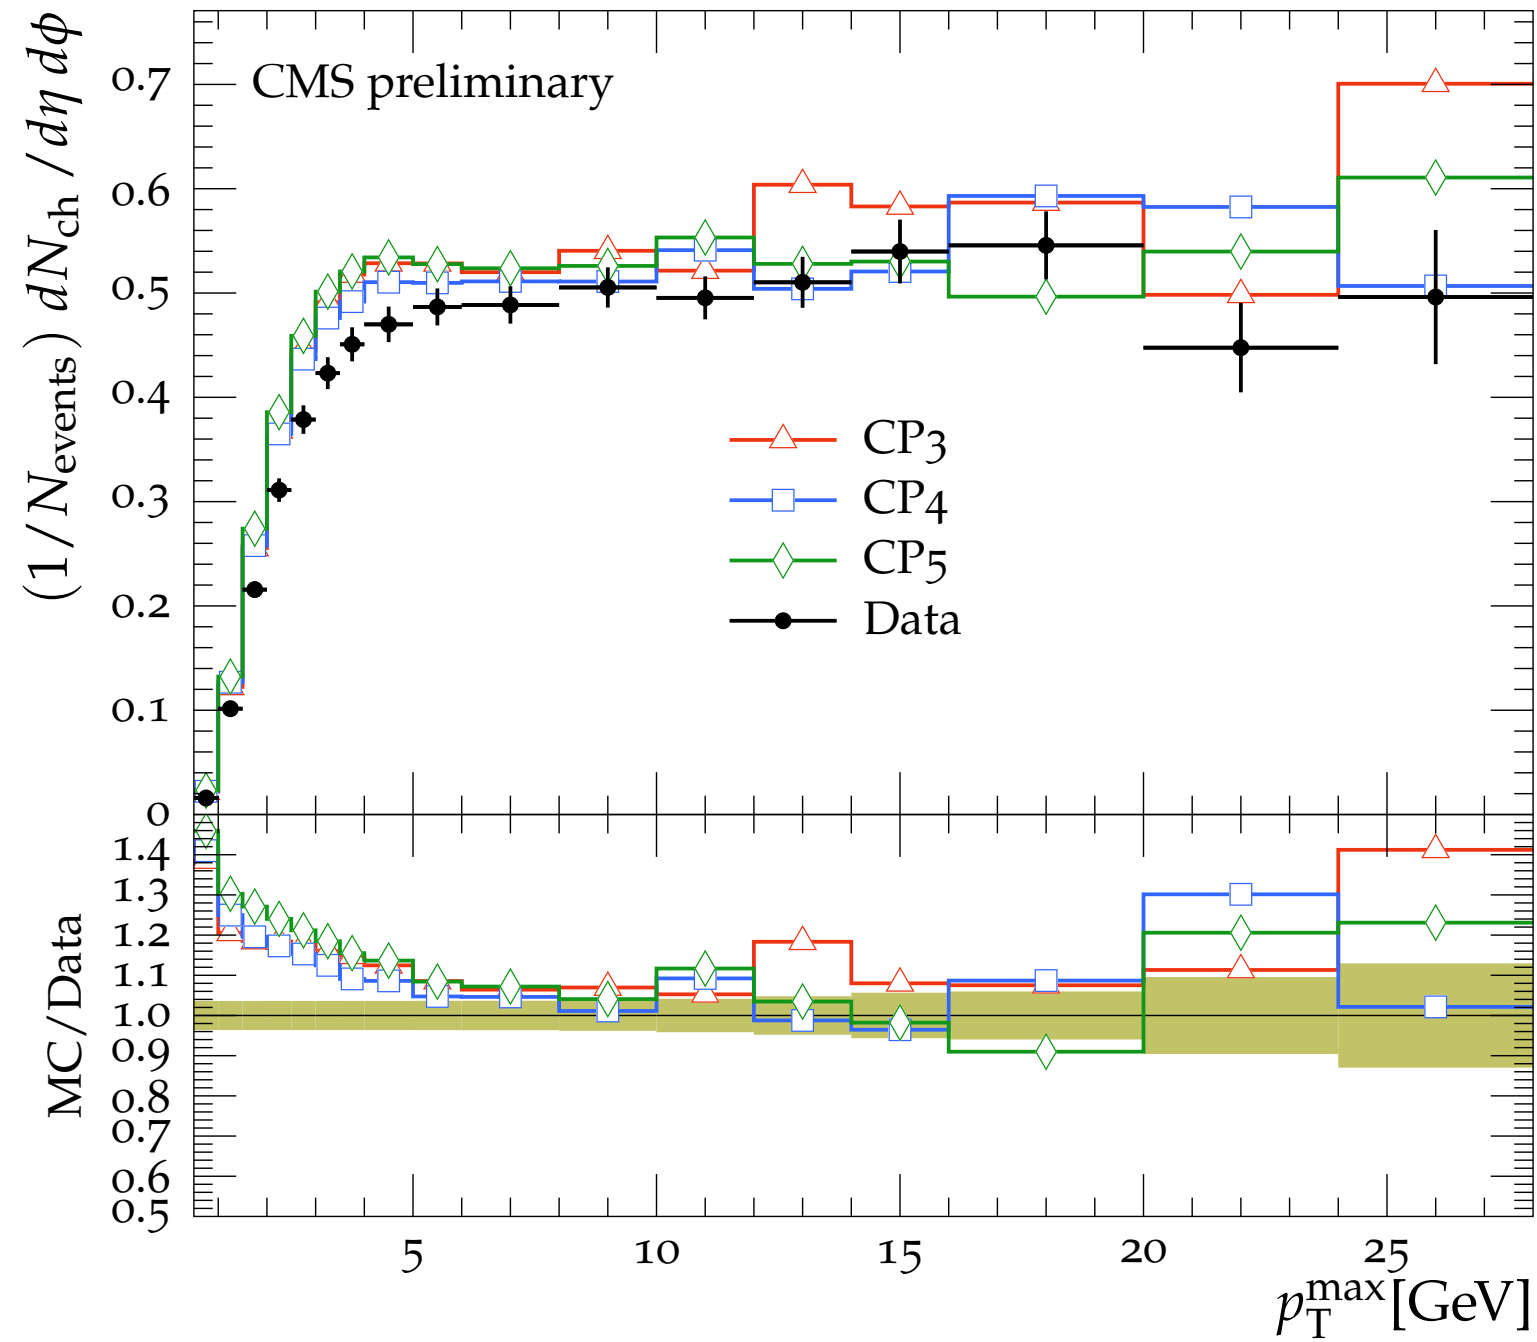 (1/N_events) dN_ch / dη dϕ
CMS preliminary
0.7
0.6
0.5
0.4
0.3
0.2
0.1
0
CP3
CP4
CP5
Data
MC/Data
1.4
1.3
1.2
1.1
1.0
0.9
0.8
0.7
0.6
0.5
5 10 15 20 25
p_T^max [GeV]